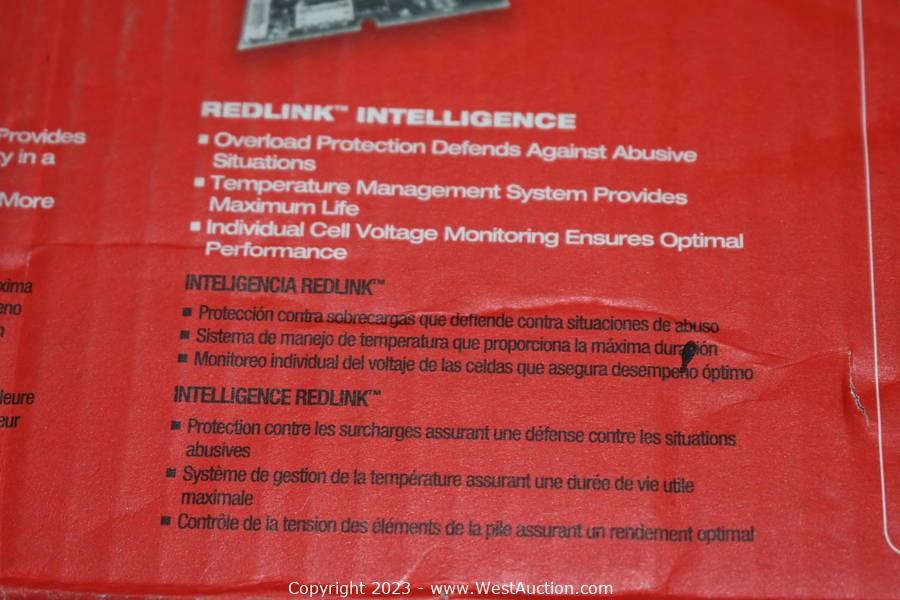 REDLINK™ INTELLIGENCE
▪ Overload Protection Defends Against Abusive
Situations
▪ Temperature Management System Provides
Maximum Life
▪ Individual Cell Voltage Monitoring Ensures Optimal
Performance
INTELIGENCIA REDLINK™
▪ Protección contra sobrecargas que defiende contra situaciones de abuso
▪ Sistema de manejo de temperatura que proporciona la máxima duración
▪ Monitoreo individual del voltaje de las celdas que asegura desempeño óptimo
INTELLIGENCE REDLINK™
▪ Protection contre les surcharges assurant une défense contre les situations
abusives
▪ Système de gestion de la température assurant une durée de vie utile
maximale
▪ Contrôle de la tension des éléments de la pile assurant un rendement optimal
Provides
y in a
More
Copyright 2023 - www.WestAuction.com